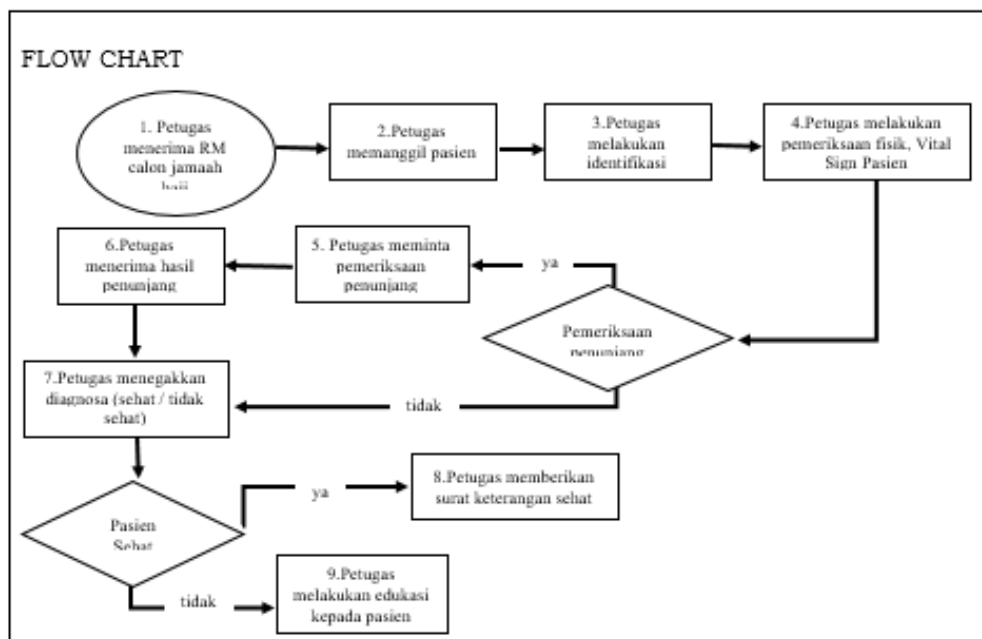 FLOW CHART
1. Petugas
menerima RM
calon jamaah
haji
2.Petugas
memanggil pasien
3.Petugas
melakukan
identifikasi
4.Petugas melakukan
pemeriksaan fisik, Vital
Sign Pasien
6.Petugas
menerima hasil
penunjang
5. Petugas meminta
pemeriksaan
penunjang
ya
Pemeriksaan
penunjang
7.Petugas menegakkan
diagnosa (sehat / tidak
sehat)
tidak
Pasien
Sehat
ya
8.Petugas memberikan
surat keterangan sehat
tidak
9.Petugas
melakukan edukasi
kepada pasien